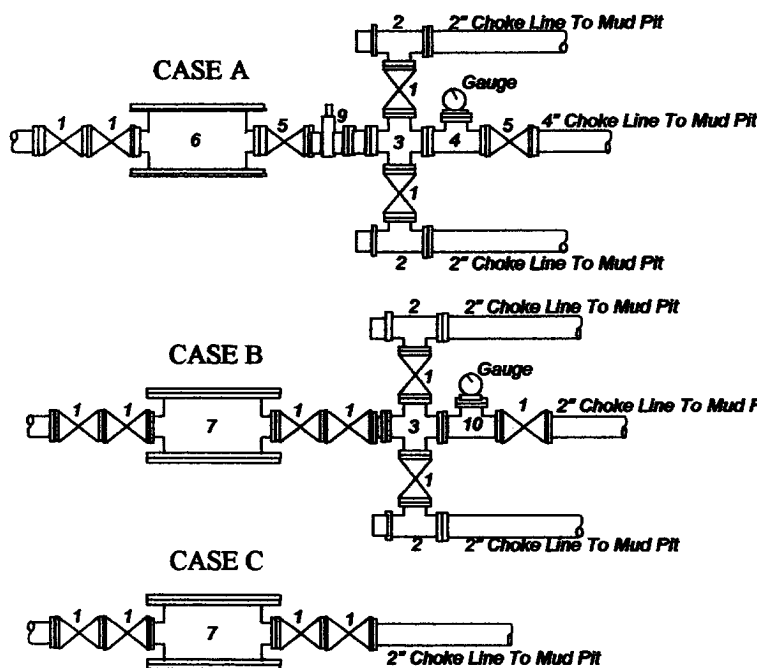 2 2" Choke Line To Mud Pit
CASE A
Gauge
1 1 6 5 9 1 3 4 5 4" Choke Line To Mud Pit
1
2 2" Choke Line To Mud Pit
2 2" Choke Line To Mud Pit
CASE B
Gauge
1
1 1 7 1 1 3 10 1 2" Choke Line To Mud P
1
2 2" Choke Line To Mud Pit
CASE C
1 1 7 1 1
2" Choke Line To Mud Pit